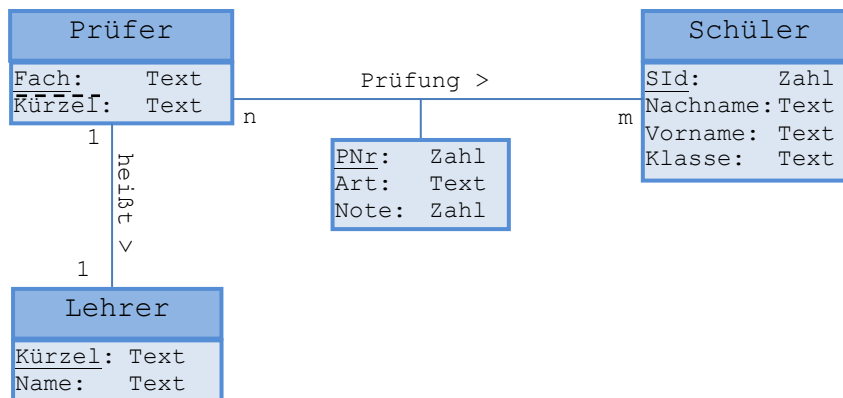 Prüfer
Fach: Text
Kürzel: Text
Schüler
SId: Zahl
Nachname: Text
Vorname: Text
Klasse: Text
Prüfung >
n
m
PNr: Zahl
Art: Text
Note: Zahl
1
heißt >
1
Lehrer
Kürzel: Text
Name: Text